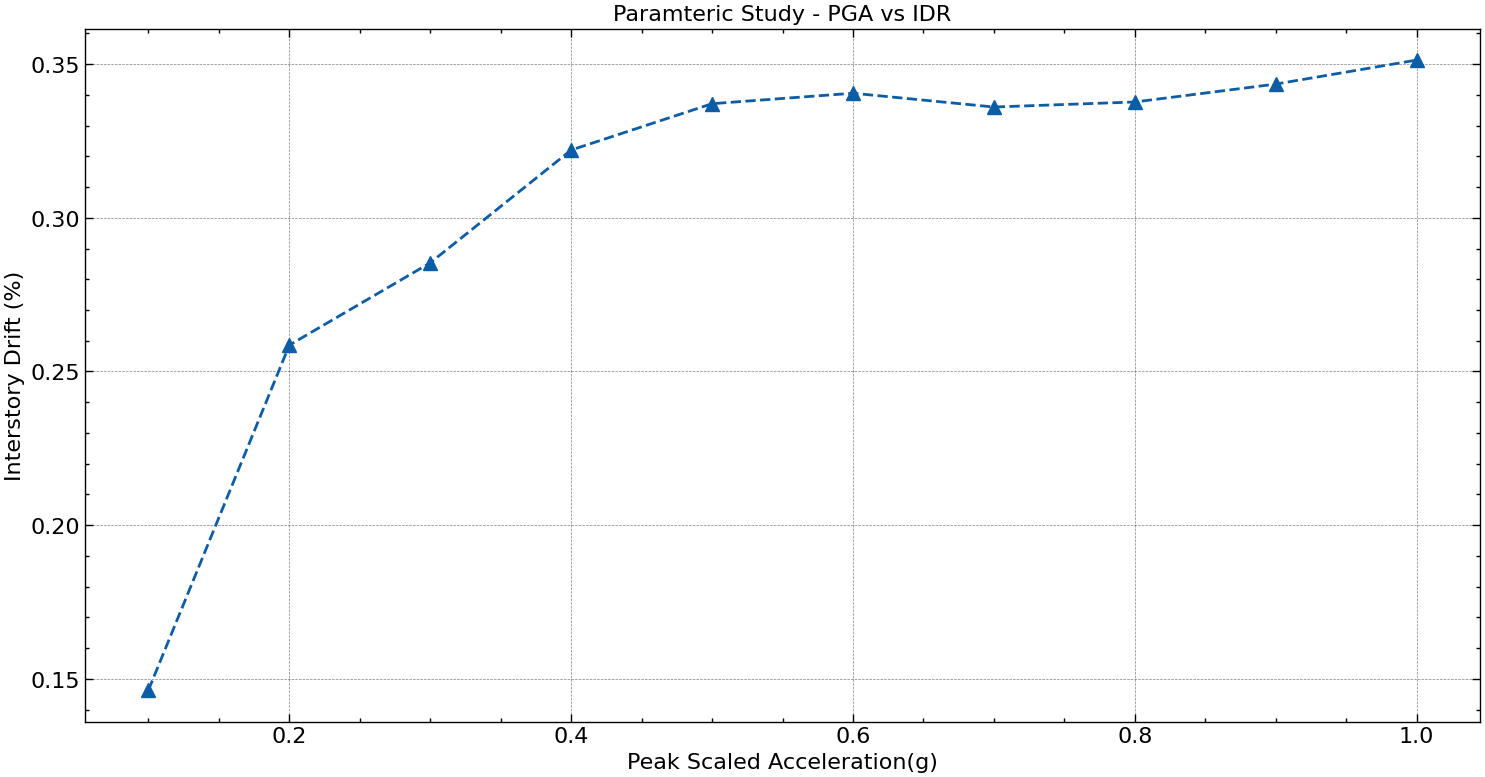 Paramteric Study - PGA vs IDR
Interstory Drift (%)
0.35
0.30
0.25
0.20
0.15
0.2 0.4 0.6 0.8 1.0
Peak Scaled Acceleration(g)